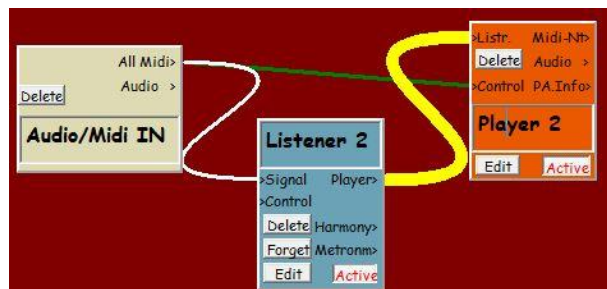 All Midi>
Audio >
Delete
Audio/Midi IN
Listener 2
>Signal Player>
>Control
Delete Harmony>
Forget Metronm>
Edit Active
>Listr. Midi-Nt>
Delete Audio >
>Control P.A.Info>
Player 2
Edit Active